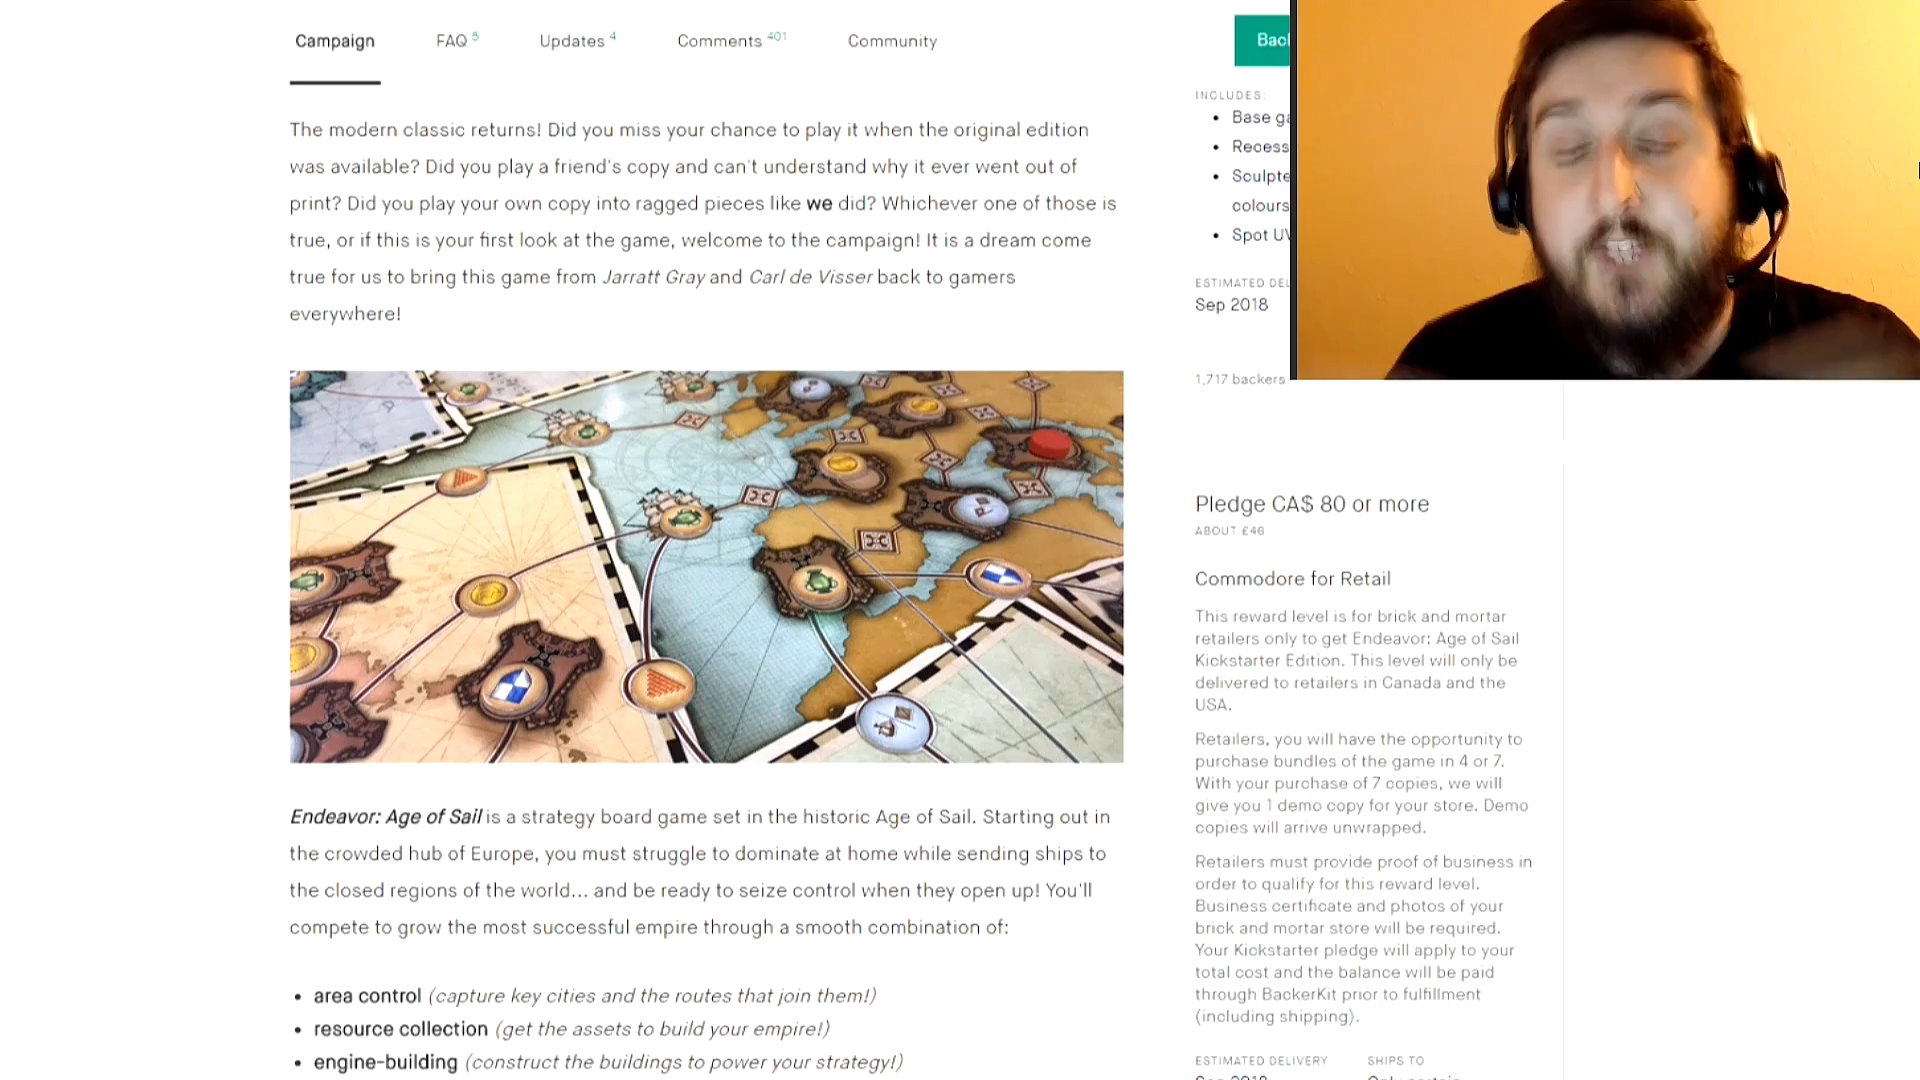 Campaign
FAQ 5
Updates 4
Comments 401
Community
The modern classic returns! Did you miss your chance to play it when the original edition
was available? Did you play a friend's copy and can't understand why it ever went out of
print? Did you play your own copy into ragged pieces like we did? Whichever one of those is
true, or if this is your first look at the game, welcome to the campaign! It is a dream come
true for us to bring this game from Jarratt Gray and Carl de Visser back to gamers
everywhere!
Endeavor: Age of Sail is a strategy board game set in the historic Age of Sail. Starting out in
the crowded hub of Europe, you must struggle to dominate at home while sending ships to
the closed regions of the world... and be ready to seize control when they open up! You'll
compete to grow the most successful empire through a smooth combination of:
• area control (capture key cities and the routes that join them!)
• resource collection (get the assets to build your empire!)
• engine-building (construct the buildings to power your strategy!)
INCLUDES:
• Base
colours
• Spot
ESTIMATED
Sep 2018
1,717 backers
Pledge CA$ 80 or more
ABOUT £46
Commodore for Retail
This reward level is for brick and mortar
retailers only to get Endeavor: Age of Sail
Kickstarter Edition. This level will only be
delivered to retailers in Canada and the
USA.
Retailers, you will have the opportunity to
purchase bundles of the game in 4 or 7.
With your purchase of 7 copies, we will
give you 1 demo copy for your store. Demo
copies will arrive unwrapped.
Retailers must provide proof of business in
order to qualify for this reward level.
Business certificate and photos of your
brick and mortar store will be required.
Your Kickstarter pledge will apply to your
total cost and the balance will be paid
through BackerKit prior to fulfillment
(including shipping).
ESTIMATED DELIVERY
SHIPS TO